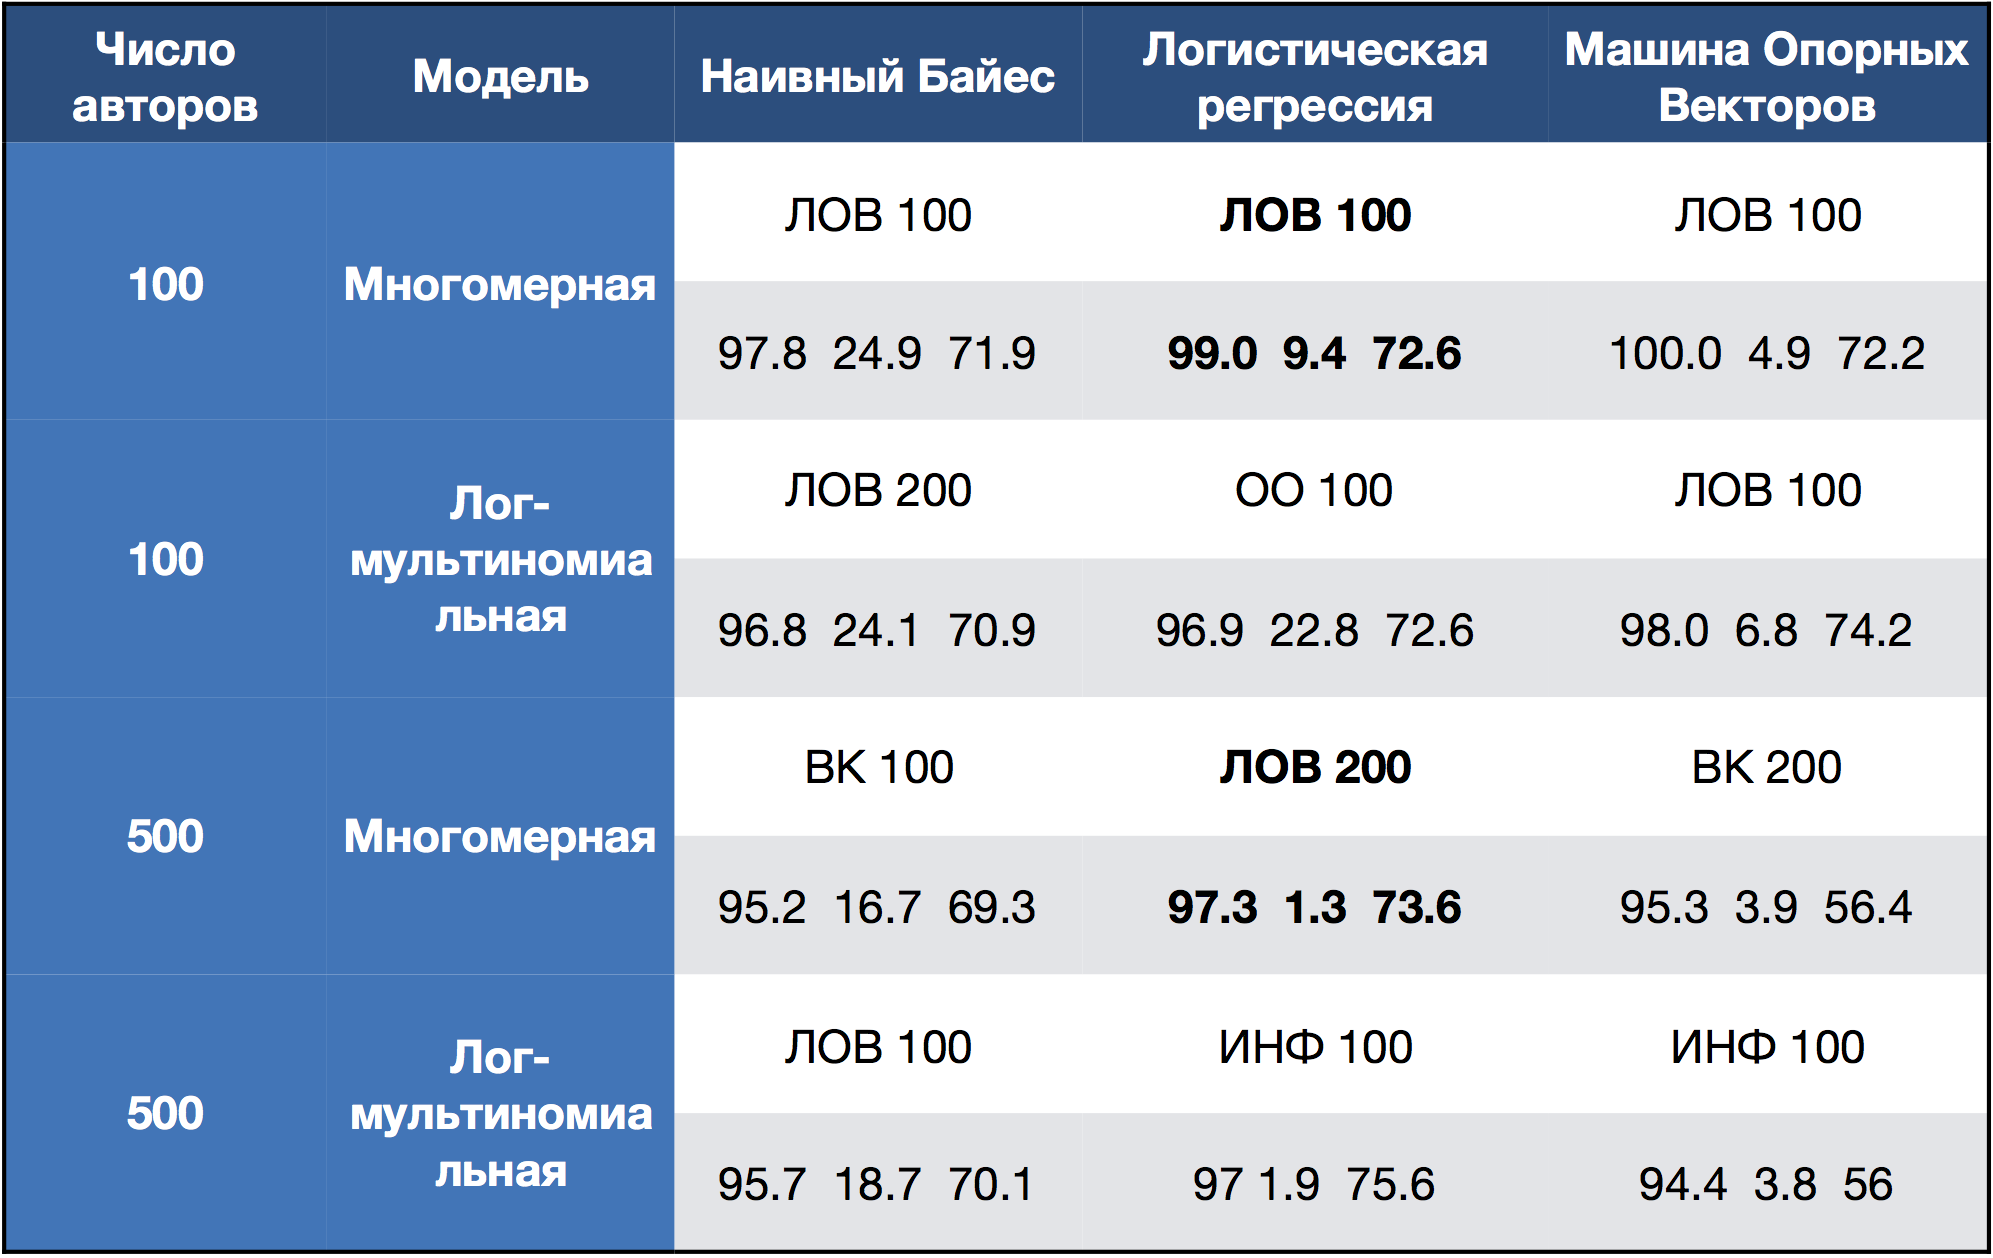 Число
авторов
Модель
Наивный Байес
Логистическая
регрессия
Машина Опорных
Векторов
100
Многомерная
ЛОВ 100
ЛОВ 100
ЛОВ 100
97.8 24.9 71.9
99.0 9.4 72.6
100.0 4.9 72.2
100
Лог-
мультиномиа
льная
ЛОВ 200
ОО 100
ЛОВ 100
96.8 24.1 70.9
96.9 22.8 72.6
98.0 6.8 74.2
500
Многомерная
ВК 100
ЛОВ 200
ВК 200
95.2 16.7 69.3
97.3 1.3 73.6
95.3 3.9 56.4
500
Лог-
мультиномиа
льная
ЛОВ 100
ИНФ 100
ИНФ 100
95.7 18.7 70.1
97 1.9 75.6
94.4 3.8 56